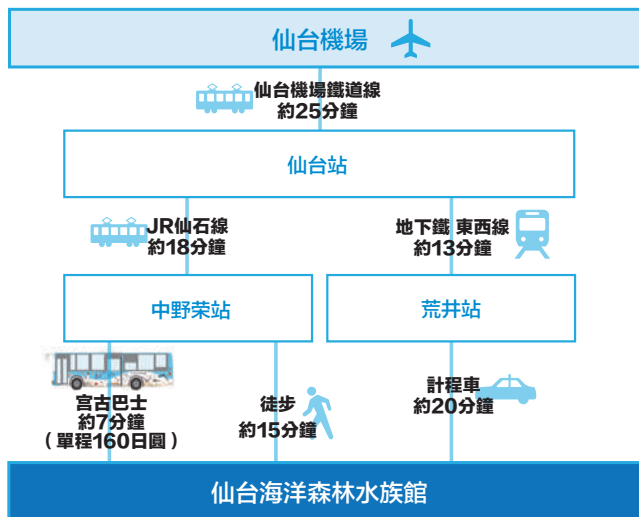 仙台機場
仙台機場鐵道線
約25分鐘
仙台站
JR仙石線
約18分鐘
地下鐵 東西線
約13分鐘
中野荣站
荒井站
宮古巴士
約7分鐘
（單程160日圓）
徒步
約15分鐘
計程車
約20分鐘
仙台海洋森林水族館